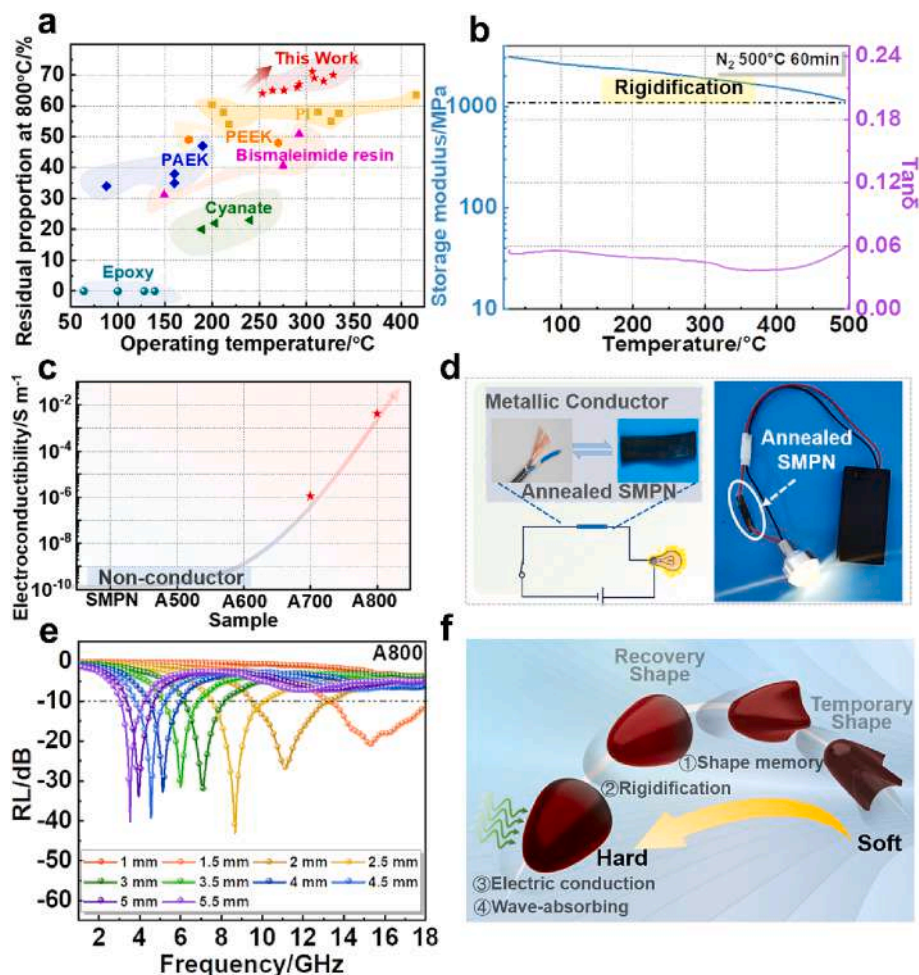 a
Residual proportion at 800°C/%
70
60
50
40
30
20
10
0
This Work
PI
PEEK
PAEK
Bismaleimide resin
Cyanate
Epoxy
50 100 150 200 250 300 350 400
Operating temperature/°C
b
Storage modulus/MPa
1000
100
10
N₂ 500°C 60min
Rigidification
0.24
0.18
0.12
0.06
0.00
Tanδ
0 100 200 300 400 500
Temperature/°C
c
Electroconductibility/S m⁻¹
10⁻²
10⁻⁴
10⁻⁶
10⁻⁹
10⁻¹⁰
Non-conductor
SMPN A500 A600 A700 A800
Sample
d
Metallic Conductor
Annealed SMPN
Annealed
SMPN
e
A800
RL/dB
0
-10
-20
-30
-40
-50
-60
1 mm 1.5 mm 2 mm 2.5 mm
3 mm 3.5 mm 4 mm 4.5 mm
5 mm 5.5 mm
2 4 6 8 10 12 14 16 18
Frequency/GHz
f
Recovery
Shape
Temporary
Shape
①Shape memory
②Rigidification
Hard
Soft
③Electric conduction
④Wave-absorbing